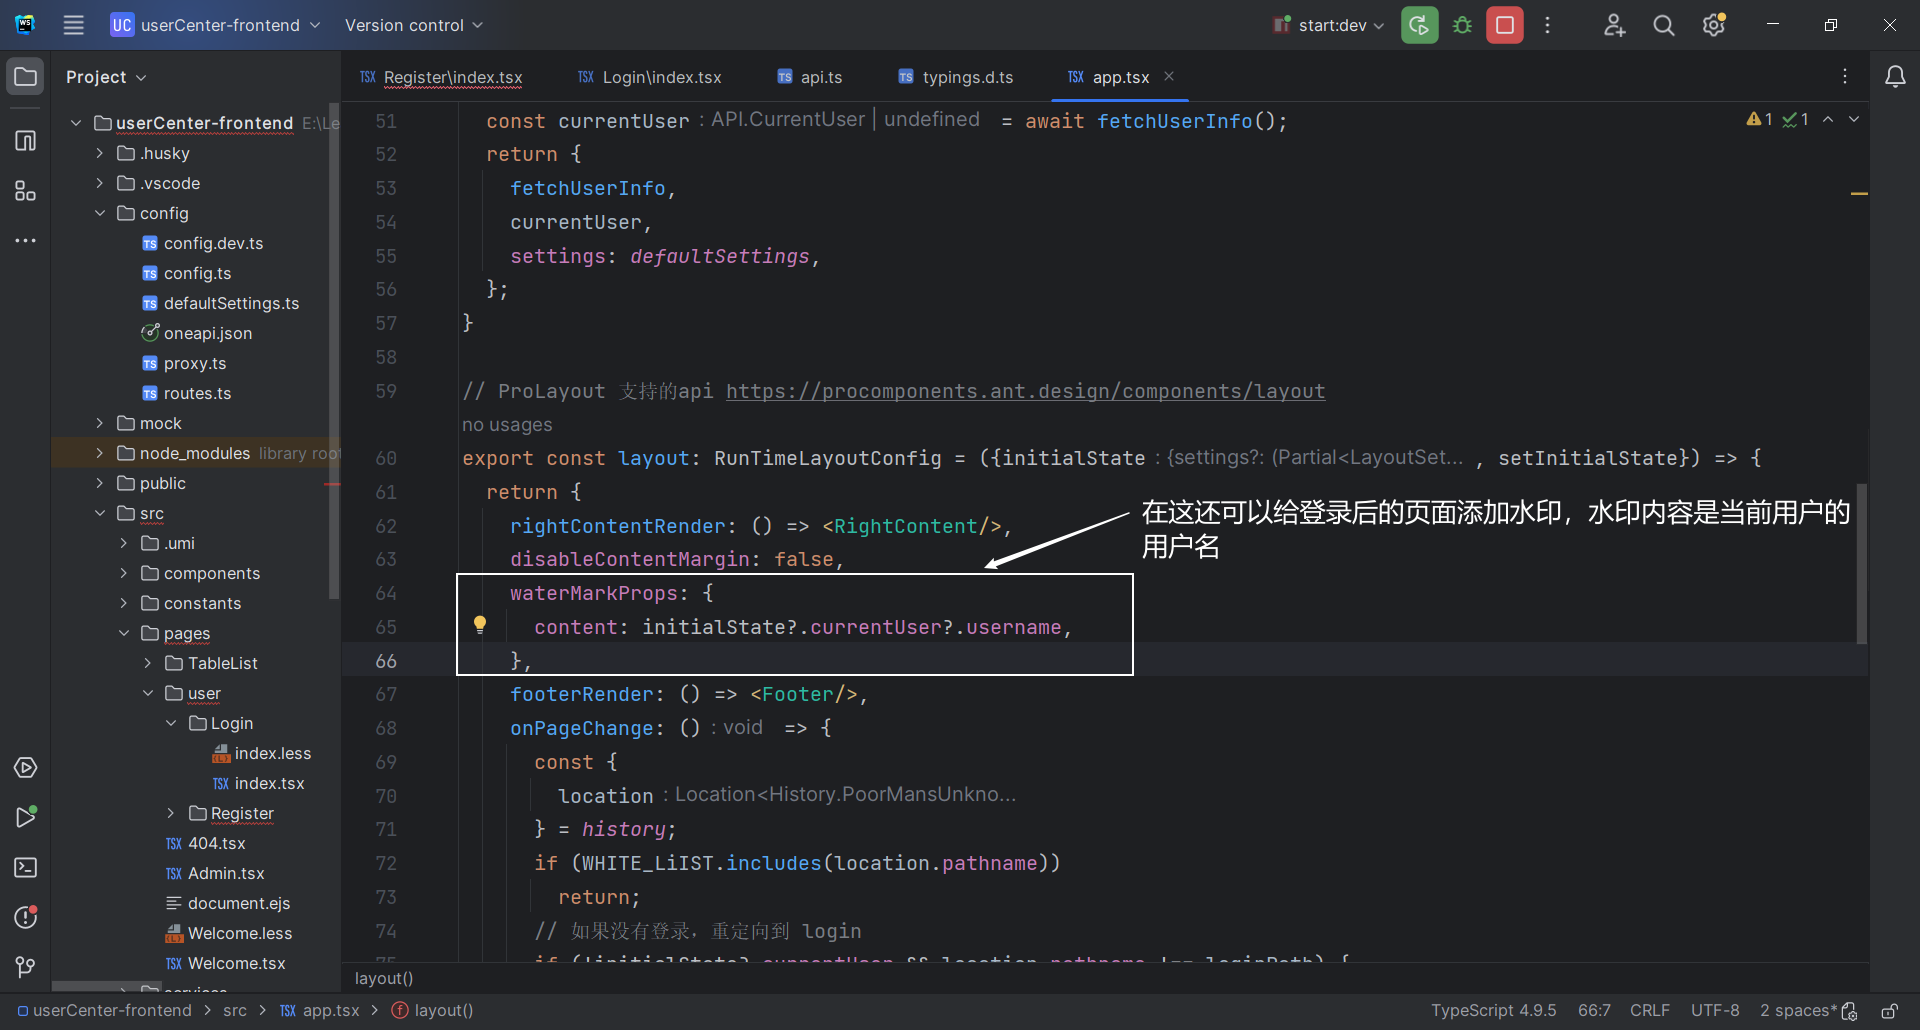 UC userCenter-frontend Version control start:dev
Project
Register\index.tsx Login\index.tsx api.ts typings.d.ts app.tsx
userCenter-frontend E:\Le
.husky
.vscode
config
config.dev.ts
config.ts
defaultSettings.ts
oneapi.json
proxy.ts
routes.ts
mock
node_modules library root
public
src
.umi
components
constants
pages
TableList
user
Login
index.less
index.tsx
Register
404.tsx
Admin.tsx
document.ejs
Welcome.less
Welcome.tsx
services
1 1
51 const currentUser : API.CurrentUser | undefined = await fetchUserInfo();
52 return {
53 fetchUserInfo,
54 currentUser,
55 settings: defaultSettings,
56 };
57 }
58
59 // ProLayout 支持的api https://procomponents.ant.design/components/layout
no usages
60 export const layout: RunTimeLayoutConfig = ({initialState : {settings?: (Partial<LayoutSet... , setInitialState}) => {
61 return {
62 rightContentRender: () => <RightContent/>,
63 disableContentMargin: false,
64 waterMarkProps: {
65 content: initialState?.currentUser?.username,
66 },
67 footerRender: () => <Footer/>,
68 onPageChange: () : void => {
69 const {
70 location : Location<History.PoorMansUnkno...
71 } = history;
72 if (WHITE_LiIST.includes(location.pathname))
73 return;
74 // 如果没有登录，重定向到 login
75 if (!initialState?.currentUser && location.pathname !== loginPath) {
在这还可以给登录后的页面添加水印，水印内容是当前用户的
用户名
layout()
userCenter-frontend > src > TSX app.tsx > layout() TypeScript 4.9.5 66:7 CRLF UTF-8 2 spaces*